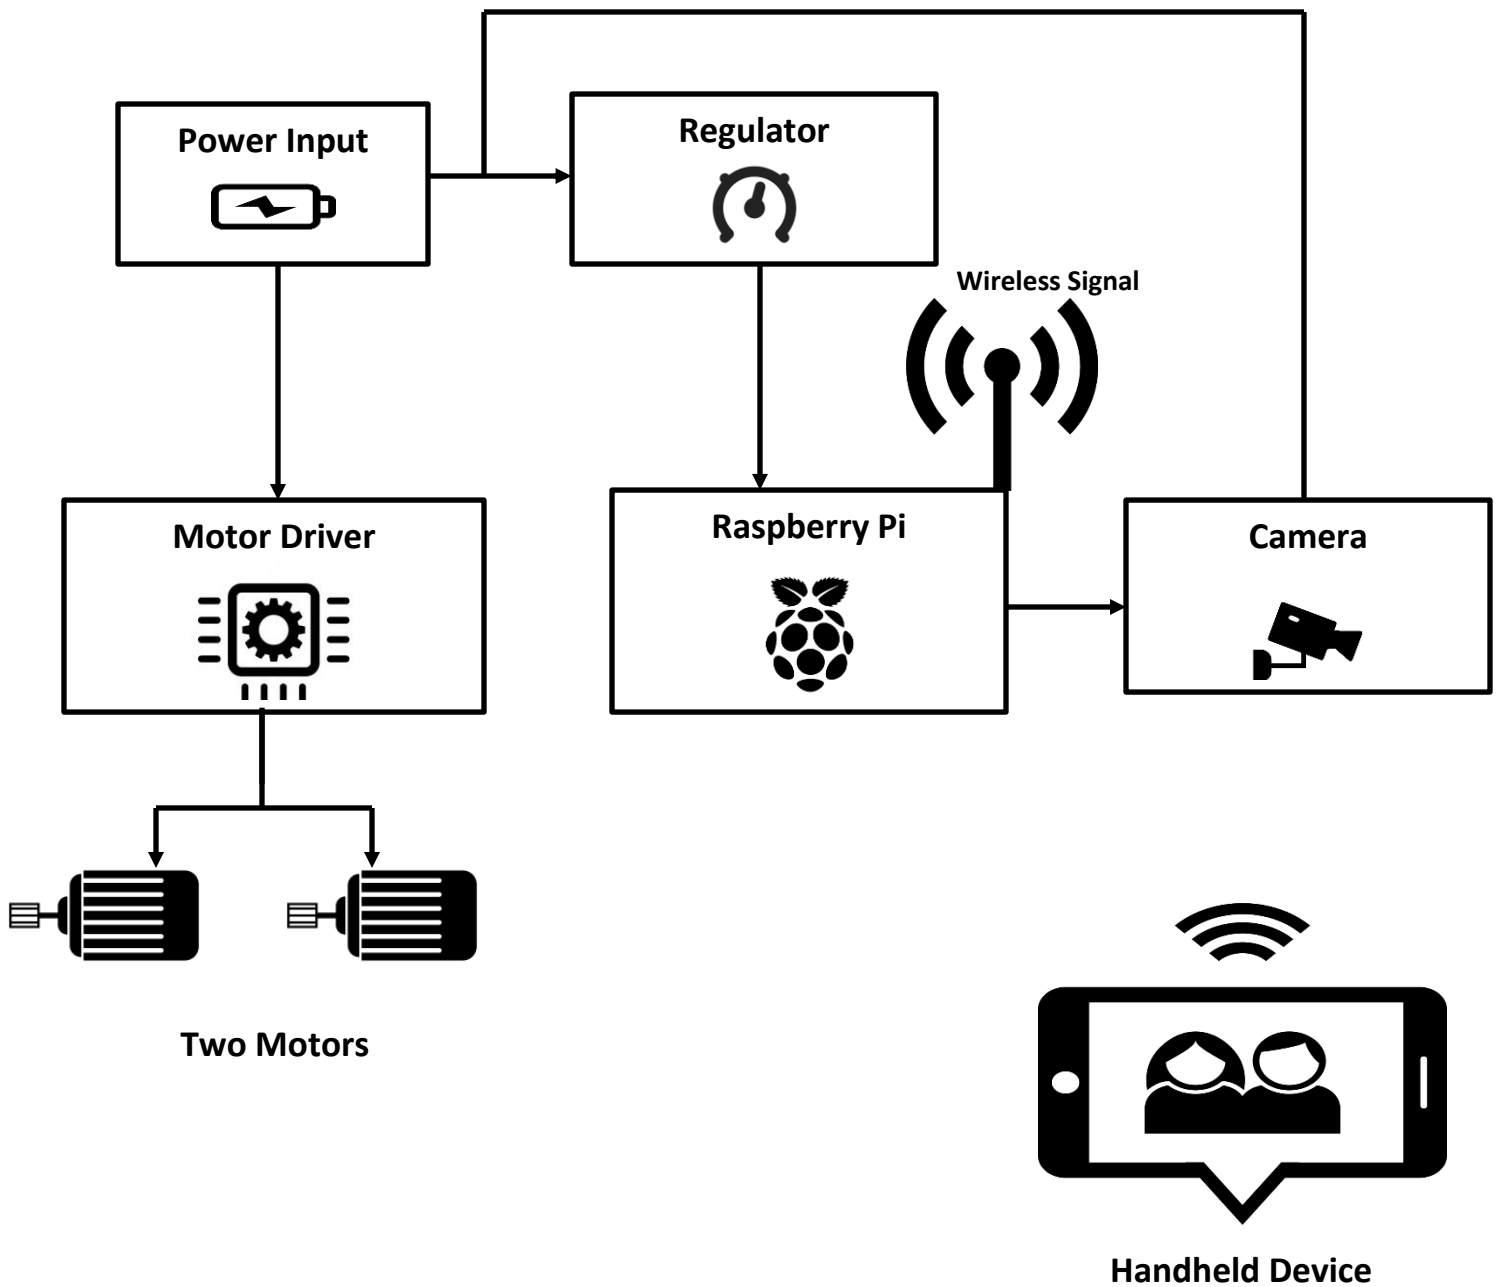 Power Input
Regulator
Wireless Signal
Motor Driver
Raspberry Pi
Camera
Two Motors
Handheld Device